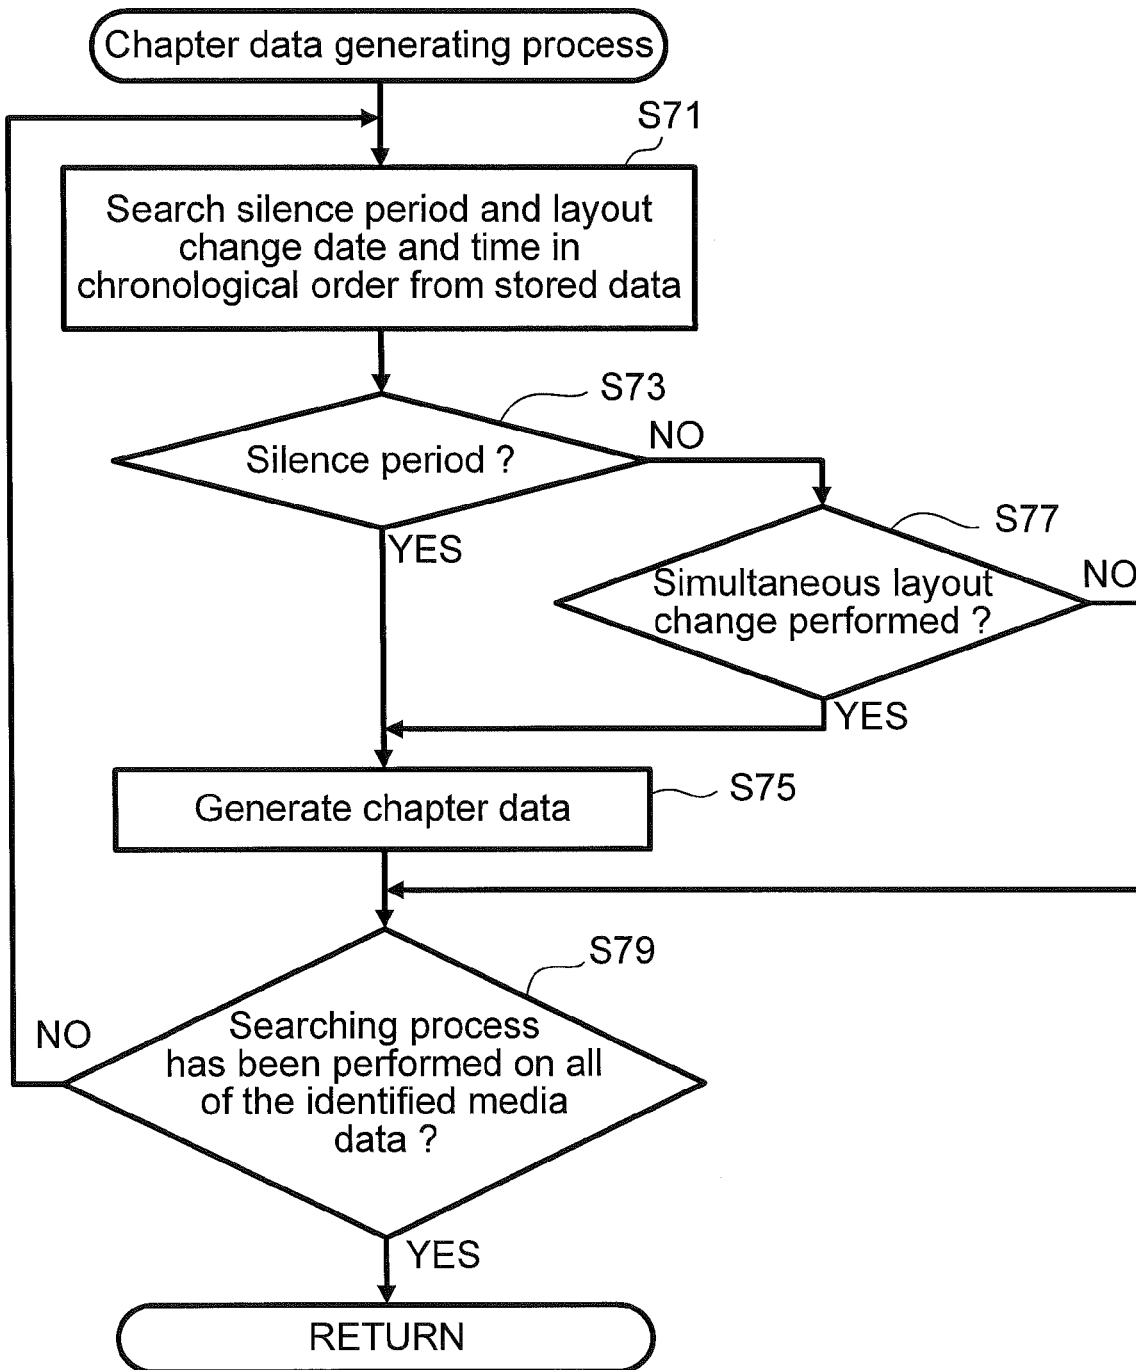 Chapter data generating process
S71
Search silence period and layout
change date and time in
chronological order from stored data
S73
Silence period ?
NO
YES
S77
Simultaneous layout
change performed ?
NO
YES
S75
Generate chapter data
S79
Searching process
has been performed on all
of the identified media
data ?
NO
YES
RETURN